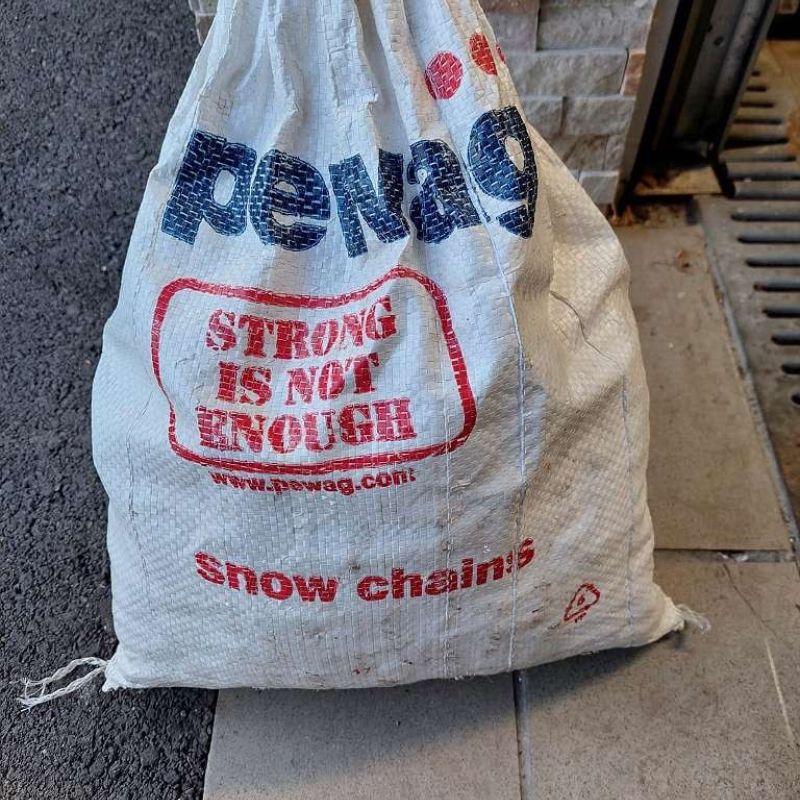 pewag
STRONG
IS NOT
ENOUGH
www.pewag.com
snow chains